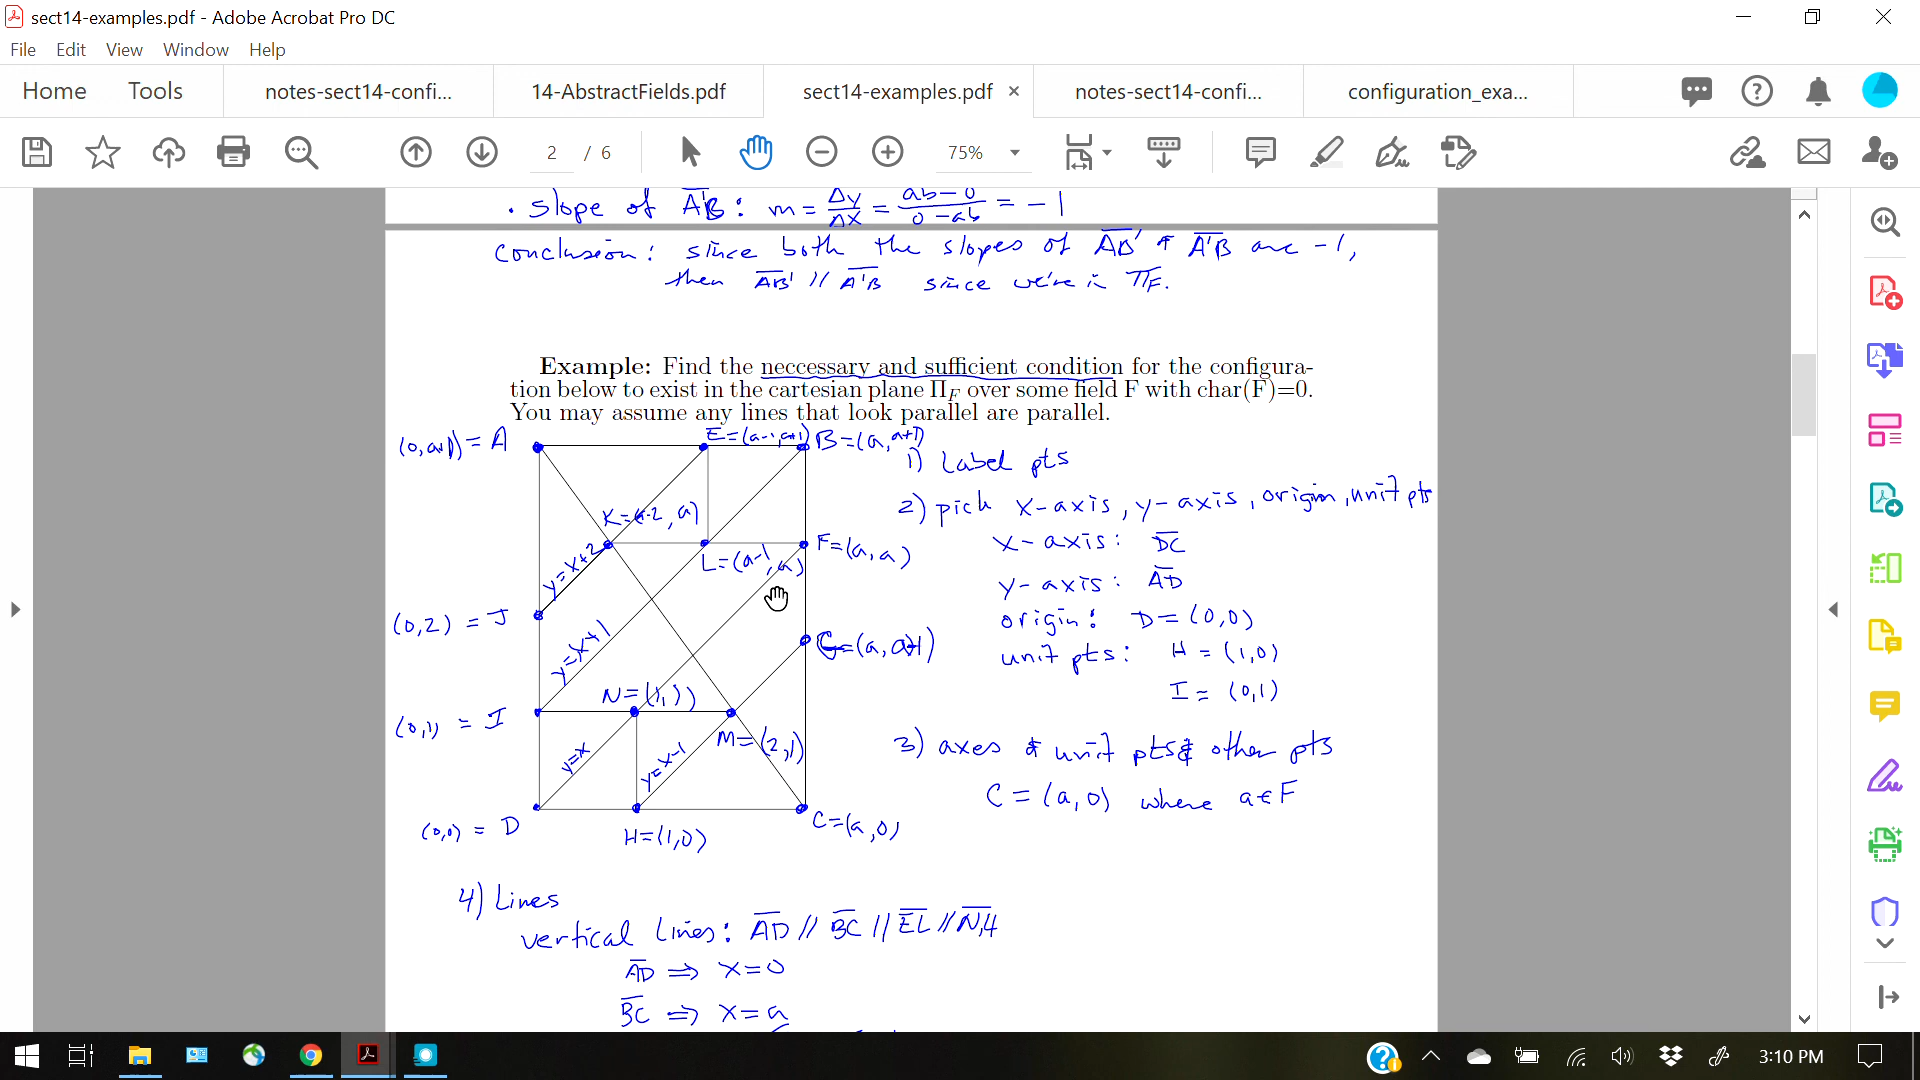 sect14-examples.pdf - Adobe Acrobat Pro DC
File Edit View Window Help
Home Tools notes-sect14-confi... 14-AbstractFields.pdf sect14-examples.pdf × notes-sect14-confi... configuration_exa...
2 / 6 75%
· slope of A'B : m = Δy/Δx = ab-0/0-ab = -1
Conclusion: since both the slopes of AB' & A'B are -1,
then AB' // A'B since we're in Π_F.
Example: Find the neccessary and sufficient condition for the configura-
tion below to exist in the cartesian plane Π_F over some field F with char(F)=0.
You may assume any lines that look parallel are parallel.
(0,a+1) = A E=(a-1,a+1) B=(a,a+1)
1) Label pts
2) pick x-axis, y-axis, origin, unit pts
K=(a-2, a)
x-axis: DC
y=x+2 L=(a-1,a) F=(a,a)
y-axis: AD
(0,2) = J origin: D=(0,0)
y=x+1 G=(a, a-1) unit pts: H = (1,0)
I = (0,1)
N=(1,1)
(0,1) = I
M=(2,1)
3) axes & unit pts & other pts
y=x y=x-1
C = (a,0) where a∈F
(0,0) = D H=(1,0) C=(a,0)
4) Lines
vertical lines: AD // BC // EL // NH
AD ⇒ x=0
BC ⇒ x=a
3:10 PM